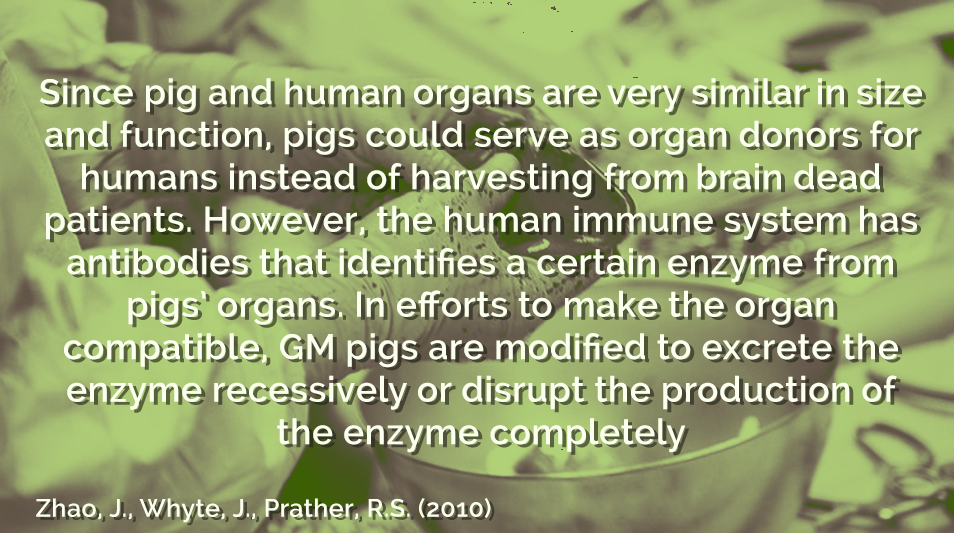 Since pig and human organs are very similar in size
and function, pigs could serve as organ donors for
humans instead of harvesting from brain dead
patients. However, the human immune system has
antibodies that identifies a certain enzyme from
pigs' organs. In efforts to make the organ
compatible, GM pigs are modified to excrete the
enzyme recessively or disrupt the production of
the enzyme completely
Zhao, J., Whyte, J., Prather, R.S. (2010)